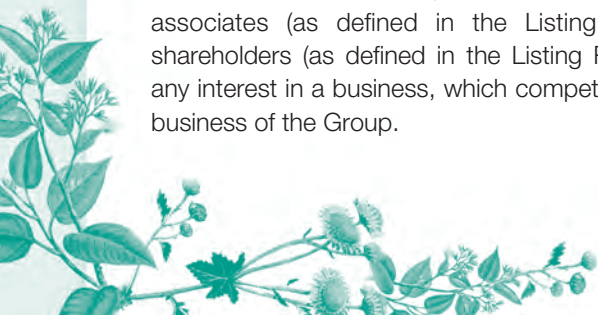 associates (as defined in the Listing
shareholders (as defined in the Listing
any interest in a business, which
business of the Group.